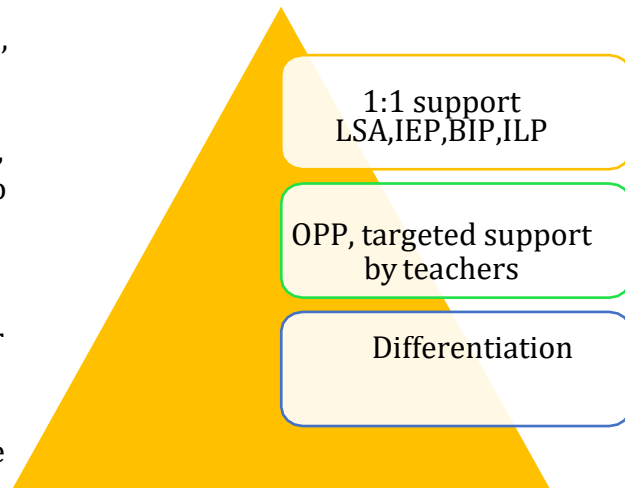 ,
1:1 support
LSA,IEP,BIP,ILP
,
OPP, targeted support
by teachers
r
Differentiation
e